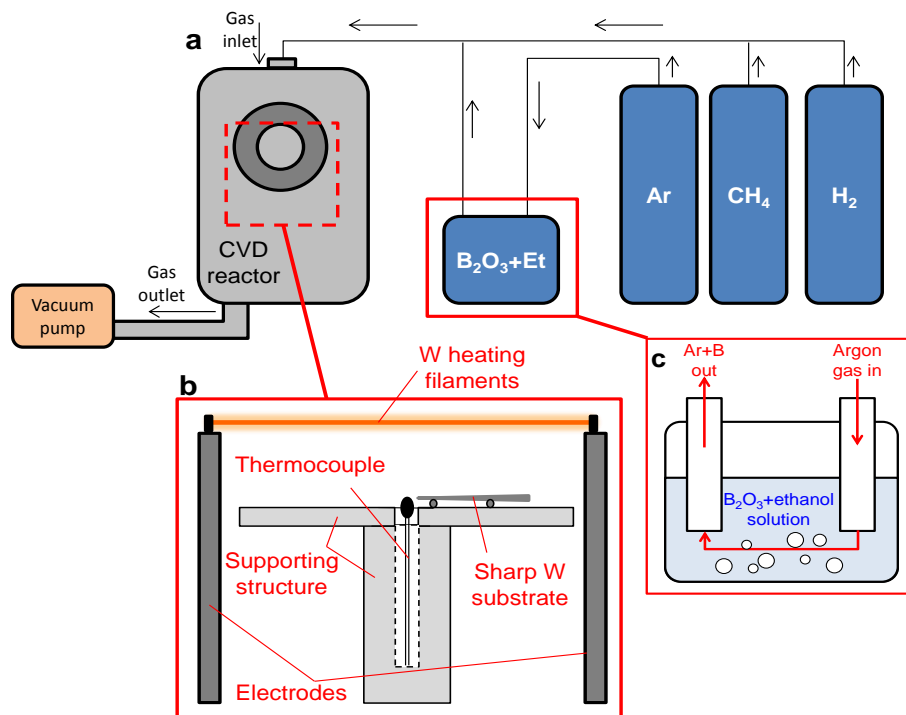 a
Gas
inlet
CVD
reactor
Gas
outlet
Vacuum
pump
B₂O₃+Et
Ar
CH₄
H₂
b
W heating
filaments
Thermocouple
Supporting
structure
Sharp W
substrate
Electrodes
c
Ar+B
out
Argon
gas in
B₂O₃+ethanol
solution